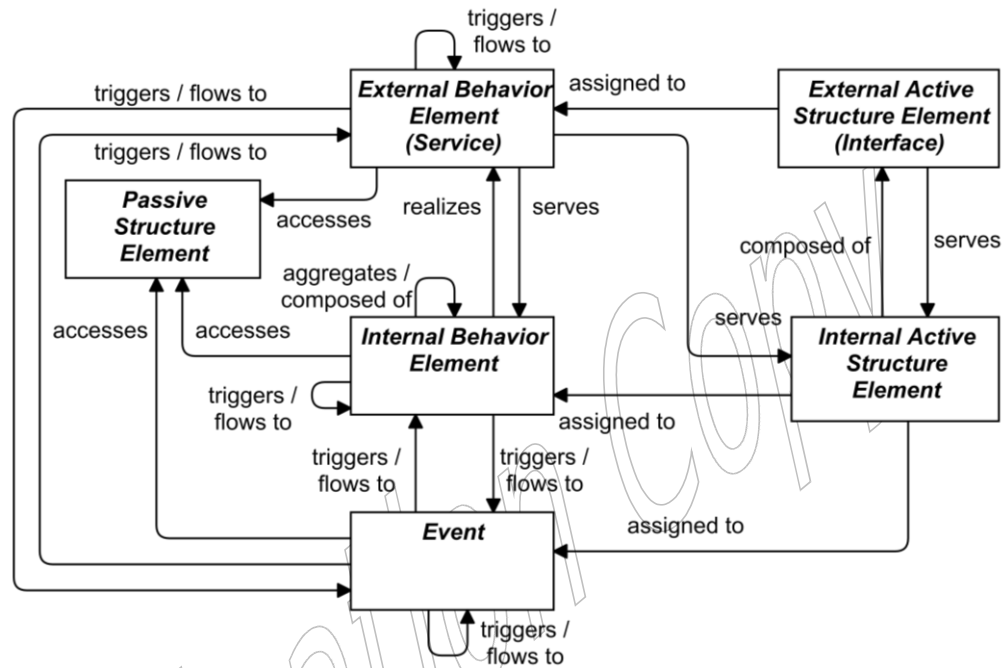 triggers /
flows to
triggers / flows to
External Behavior
Element
(Service)
assigned to
External Active
Structure Element
(Interface)
triggers / flows to
Passive
Structure
Element
accesses
realizes
serves
composed of
serves
aggregates /
composed of
accesses
accesses
Internal Behavior
Element
serves
Internal Active
Structure
Element
triggers /
flows to
assigned to
triggers /
flows to
triggers /
flows to
Event
assigned to
triggers /
flows to
Copy